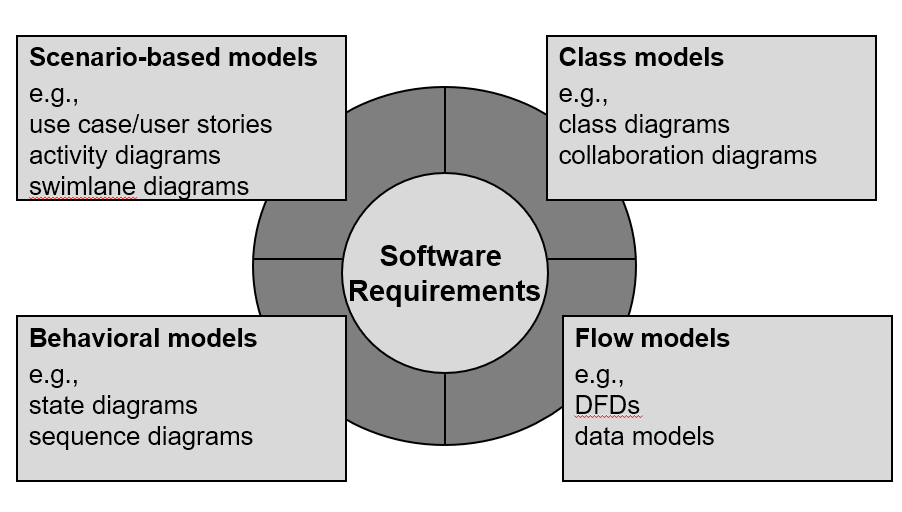 Scenario-based models
e.g.,
use case/user stories
activity diagrams
swimlane diagrams
Class models
e.g.,
class diagrams
collaboration diagrams
Software
Requirements
Behavioral models
e.g.,
state diagrams
sequence diagrams
Flow models
e.g.,
DFDs
data models